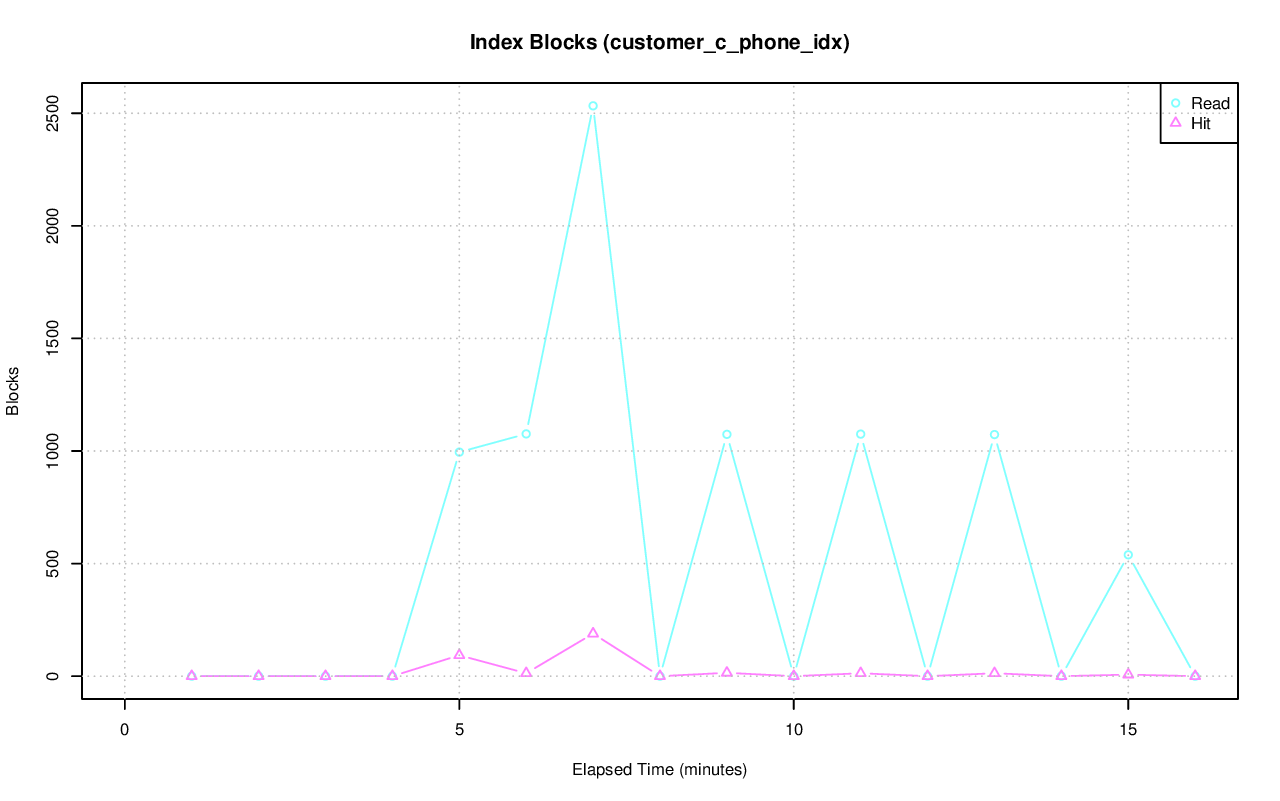 Index Blocks (customer_c_phone_idx)
Read
Hit
2500
2000
1500
1000
500
0
Blocks
0 5 10 15
Elapsed Time (minutes)